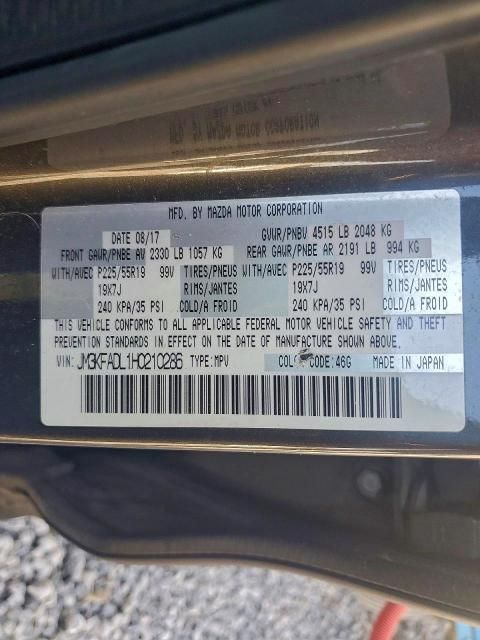 MFD. BY MAZDA MOTOR CORPORATION
DATE 08/17 GVWR/PNBV 4515 LB 2048 KG
FRONT GAWR/PNBE AV 2330 LB 1057 KG REAR GAWR/PNBE AR 2191 LB 994 KG
WITH/AVEC P225/55R19 99V TIRES/PNEUS WITH/AVEC P225/55R19 99V TIRES/PNEUS
19X7J RIMS/JANTES 19X7J RIMS/JANTES
240 KPA/35 PSI COLD/A FROID 240 KPA/35 PSI COLD/A FROID
THIS VEHICLE CONFORMS TO ALL APPLICABLE FEDERAL MOTOR VEHICLE SAFETY AND THEFT
PREVENTION STANDARDS IN EFFECT ON THE DATE OF MANUFACTURE SHOWN ABOVE.
VIN: JM3KFADL1H0210286 TYPE: MPV COLOR CODE: 46G MADE IN JAPAN